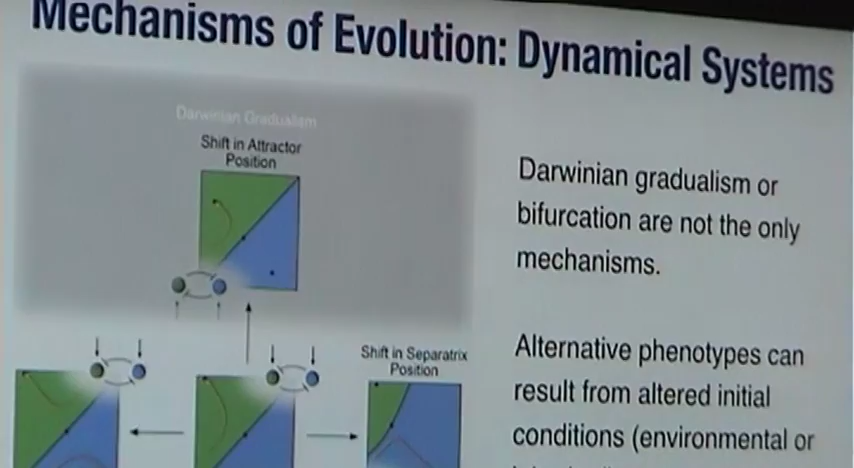 Mechanisms of Evolution: Dynamical Systems
Darwinian Gradualism
Shift in Attractor
Position
Shift in Separatrix
Position
Darwinian gradualism or
bifurcation are not the only
mechanisms.
Alternative phenotypes can
result from altered initial
conditions (environmental or